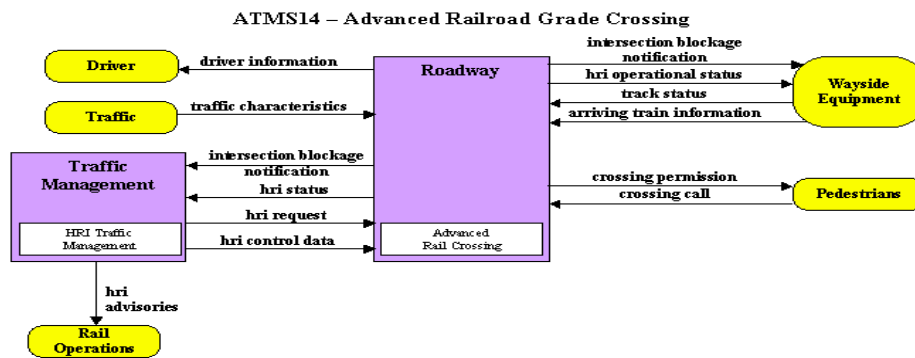 ATMS14 – Advanced Railroad Grade Crossing
Driver
driver information
Traffic
traffic characteristics
Roadway
intersection blockage
notification
hri operational status
track status
arriving train information
Wayside
Equipment
Traffic
Management
HRI Traffic
Management
intersection blockage
notification
hri status
hri request
hri control data
Advanced
Rail Crossing
crossing permission
crossing call
Pedestrians
hri
advisories
Rail
Operations